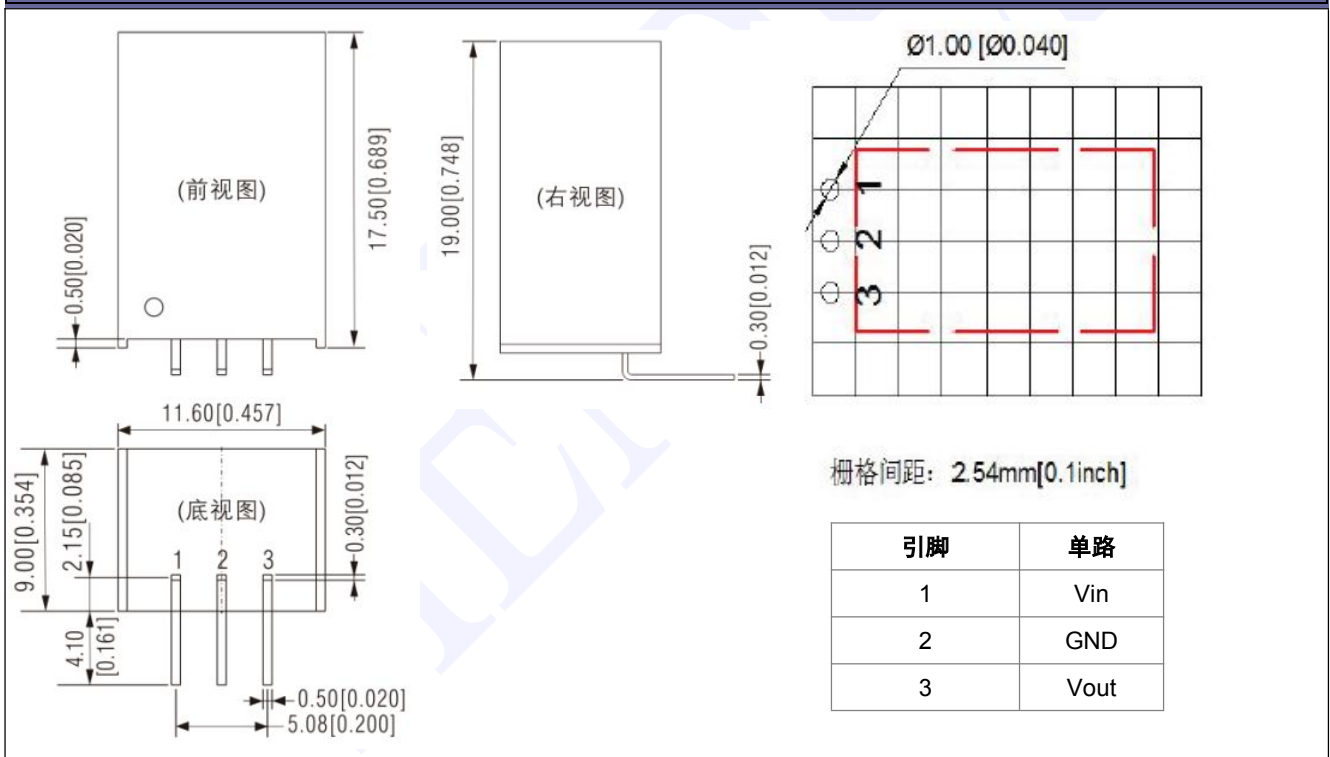 (前视图)
0.50[0.020]
17.50[0.689]
(右视图)
19.00[0.748]
0.30[0.012]
Ø1.00 [Ø0.040]
1
2
3
11.60[0.457]
(底视图)
9.00[0.354]
2.15[0.085]
1 2 3
0.30[0.012]
4.10
[0.161]
0.50[0.020]
5.08[0.200]
栅格间距：2.54mm[0.1inch]
引脚 单路
1 Vin
2 GND
3 Vout